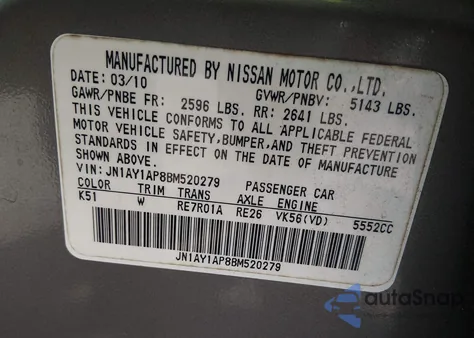 MANUFACTURED BY NISSAN MOTOR CO.,LTD.
DATE: 03/10 GVWR/PNBV: 5143 LBS.
GAWR/PNBE FR: 2596 LBS. RR: 2641 LBS.
THIS VEHICLE CONFORMS TO ALL APPLICABLE FEDERAL
MOTOR VEHICLE SAFETY,BUMPER,AND THEFT PREVENTION
STANDARDS IN EFFECT ON THE DATE OF MANUFACTURE
SHOWN ABOVE.
VIN: JN1AY1AP8BM520279 PASSENGER CAR
COLOR TRIM TRANS AXLE ENGINE
K51 W RE7R01A RE26 VK56(VD) 5552CC
JN1AY1AP8BM520279
autoSnap